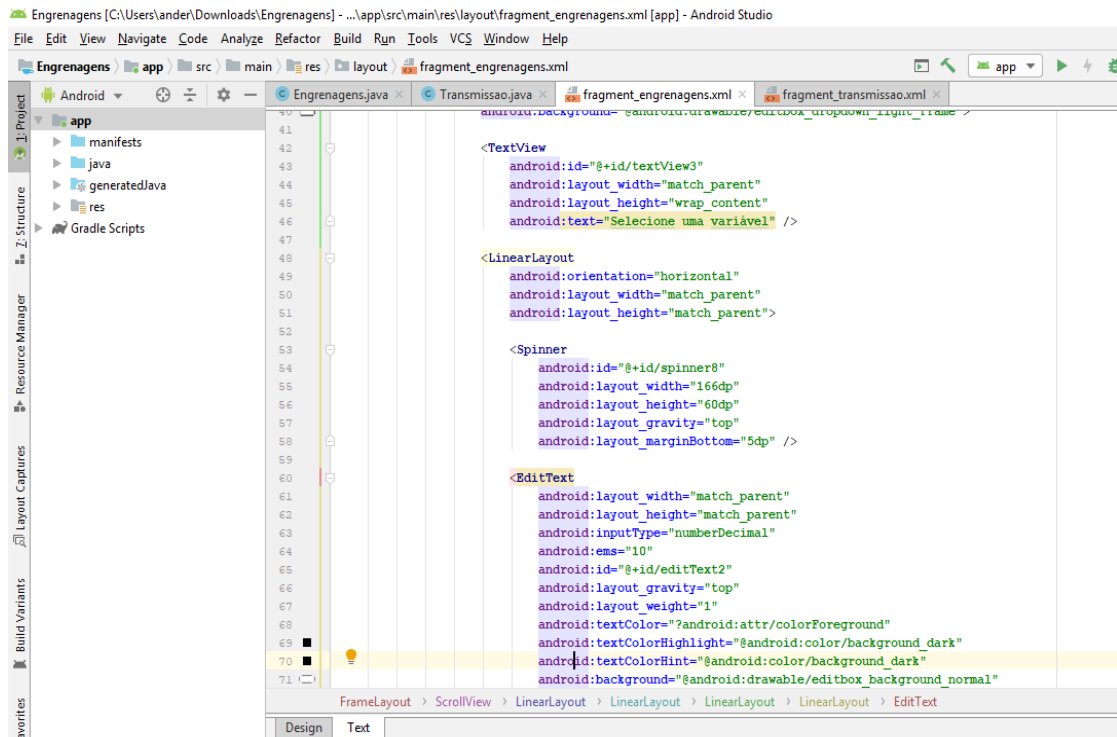 Engrenagens [C:\Users\ander\Downloads\Engrenagens] - ...\app\src\main\res\layout\fragment_engrenagens.xml [app] - Android Studio
File Edit View Navigate Code Analyze Refactor Build Run Tools VCS Window Help
Engrenagens app src main res layout fragment_engrenagens.xml app
Android Engrenagens.java Transmissao.java fragment_engrenagens.xml fragment_transmissao.xml
1: Project
Z: Structure
Resource Manager
Layout Captures
Build Variants
app
manifests
java
generatedJava
res
Gradle Scripts
40 android:background="@android:drawable/editbox_dropdown_light_frame">
41
42 <TextView
43 android:id="@+id/textView3"
44 android:layout_width="match_parent"
45 android:layout_height="wrap_content"
46 android:text="Selecione uma variável" />
47
48 <LinearLayout
49 android:orientation="horizontal"
50 android:layout_width="match_parent"
51 android:layout_height="match_parent">
52
53 <Spinner
54 android:id="@+id/spinner8"
55 android:layout_width="166dp"
56 android:layout_height="60dp"
57 android:layout_gravity="top"
58 android:layout_marginBottom="5dp" />
59
60 <EditText
61 android:layout_width="match_parent"
62 android:layout_height="match_parent"
63 android:inputType="numberDecimal"
64 android:ems="10"
65 android:id="@+id/editText2"
66 android:layout_gravity="top"
67 android:layout_weight="1"
68 android:textColor="?android:attr/colorForeground"
69 android:textColorHighlight="@android:color/background_dark"
70 android:textColorHint="@android:color/background_dark"
71 android:background="@android:drawable/editbox_background_normal"
FrameLayout > ScrollView > LinearLayout > LinearLayout > LinearLayout > LinearLayout > EditText
Design Text